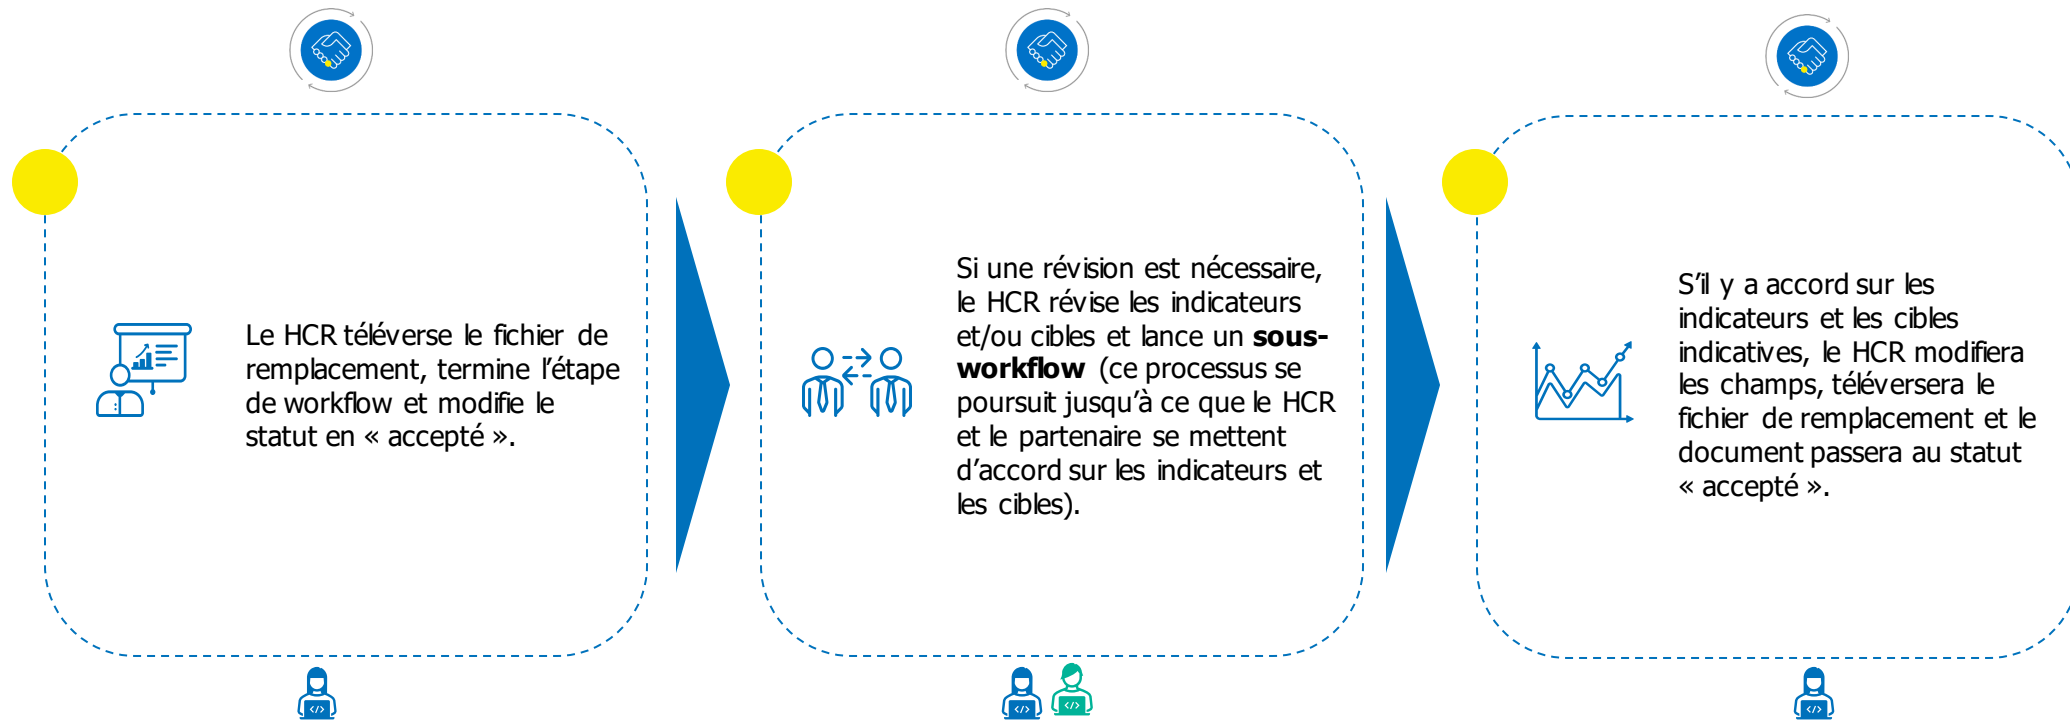 Le HCR téléverse le fichier de
remplacement, termine l’étape
de workflow et modifie le
statut en « accepté ».
Si une révision est nécessaire,
le HCR révise les indicateurs
et/ou cibles et lance un sous-
workflow (ce processus se
poursuit jusqu’à ce que le HCR
et le partenaire se mettent
d’accord sur les indicateurs et
les cibles).
S’il y a accord sur les
indicateurs et les cibles
indicatives, le HCR modifiera
les champs, téléversera le
fichier de remplacement et le
document passera au statut
« accepté ».